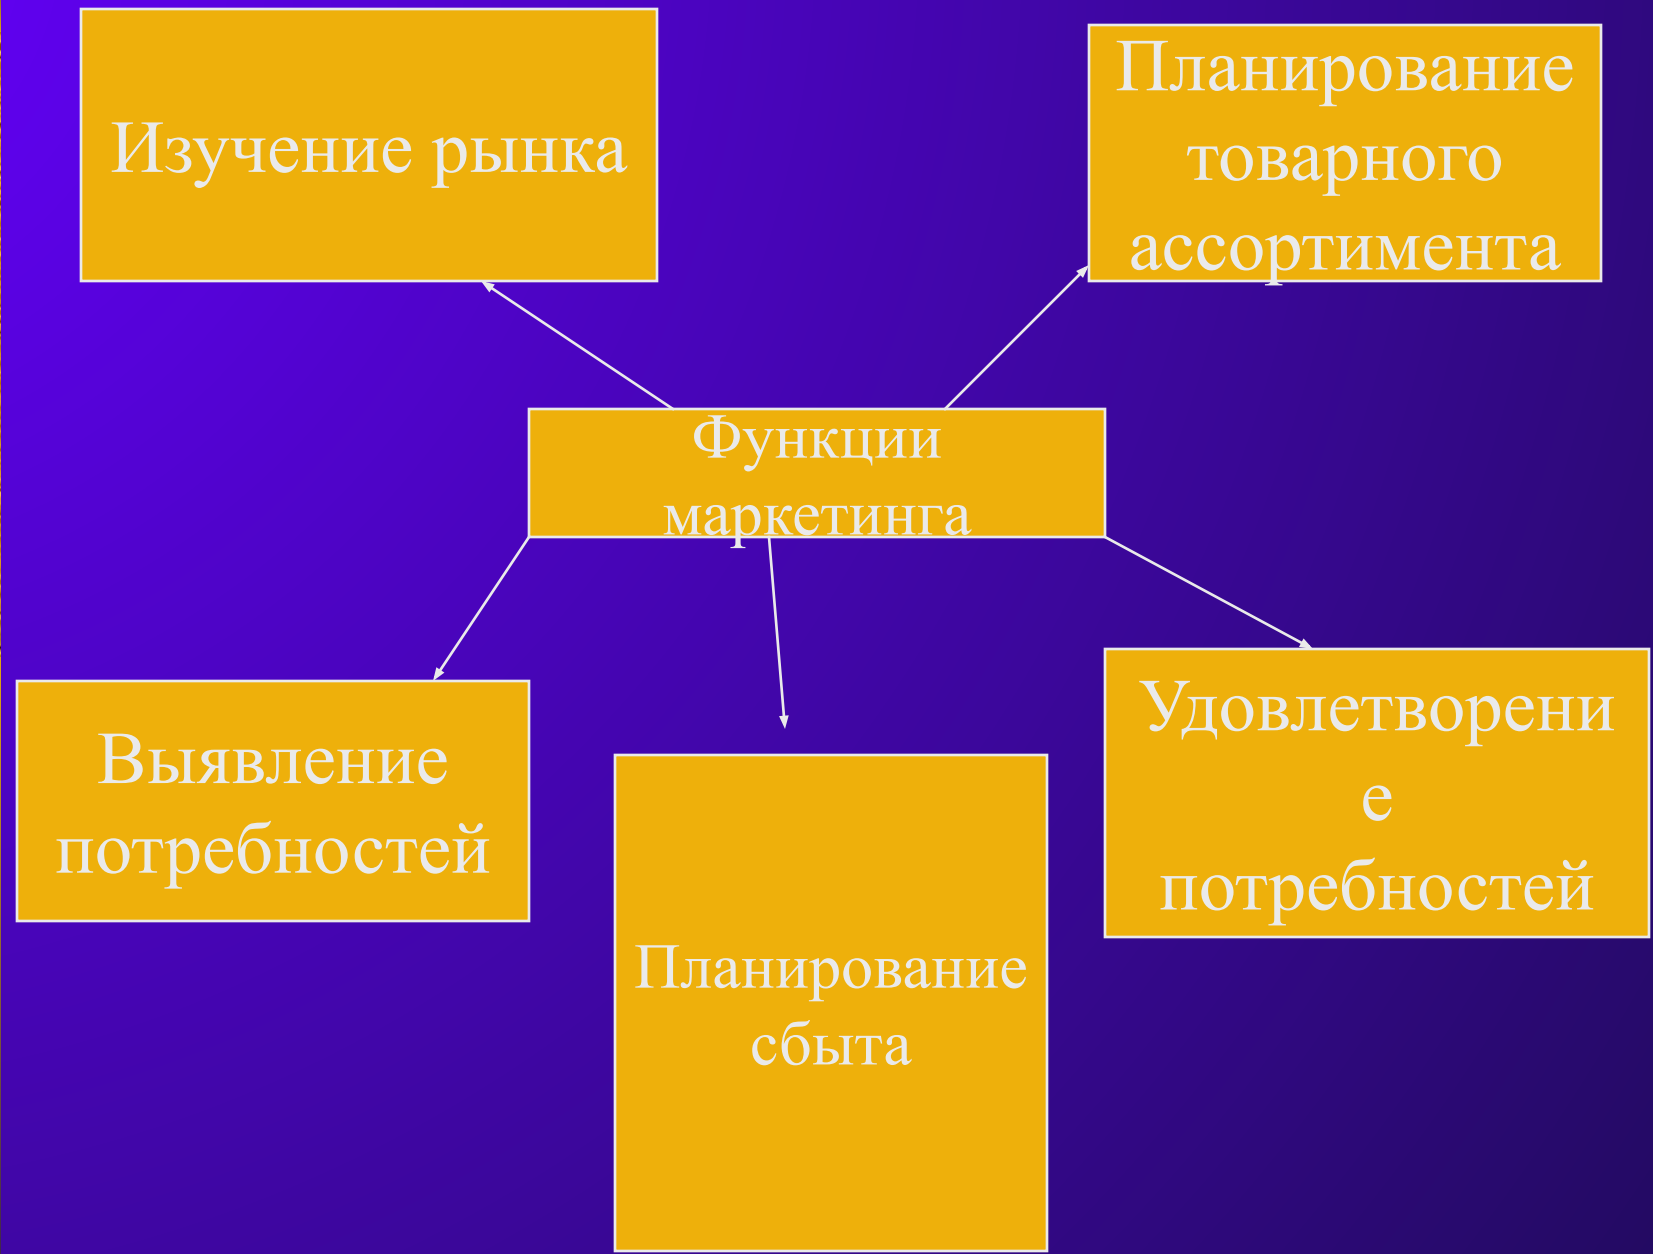 Изучение рынка
Планирование
товарного
ассортимента
Функции
маркетинга
Выявление
потребностей
Планирование
сбыта
Удовлетворени
е
потребностей